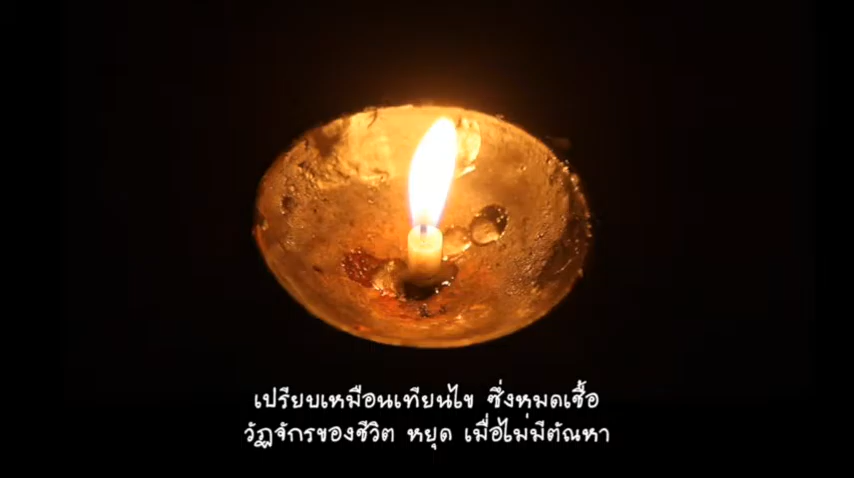 เปรียบเหมือนเทียนไข ซึ่งหมดเชื้อ
วัฏจักรของชีวิต หยุด เมื่อไม่มีตัณหา